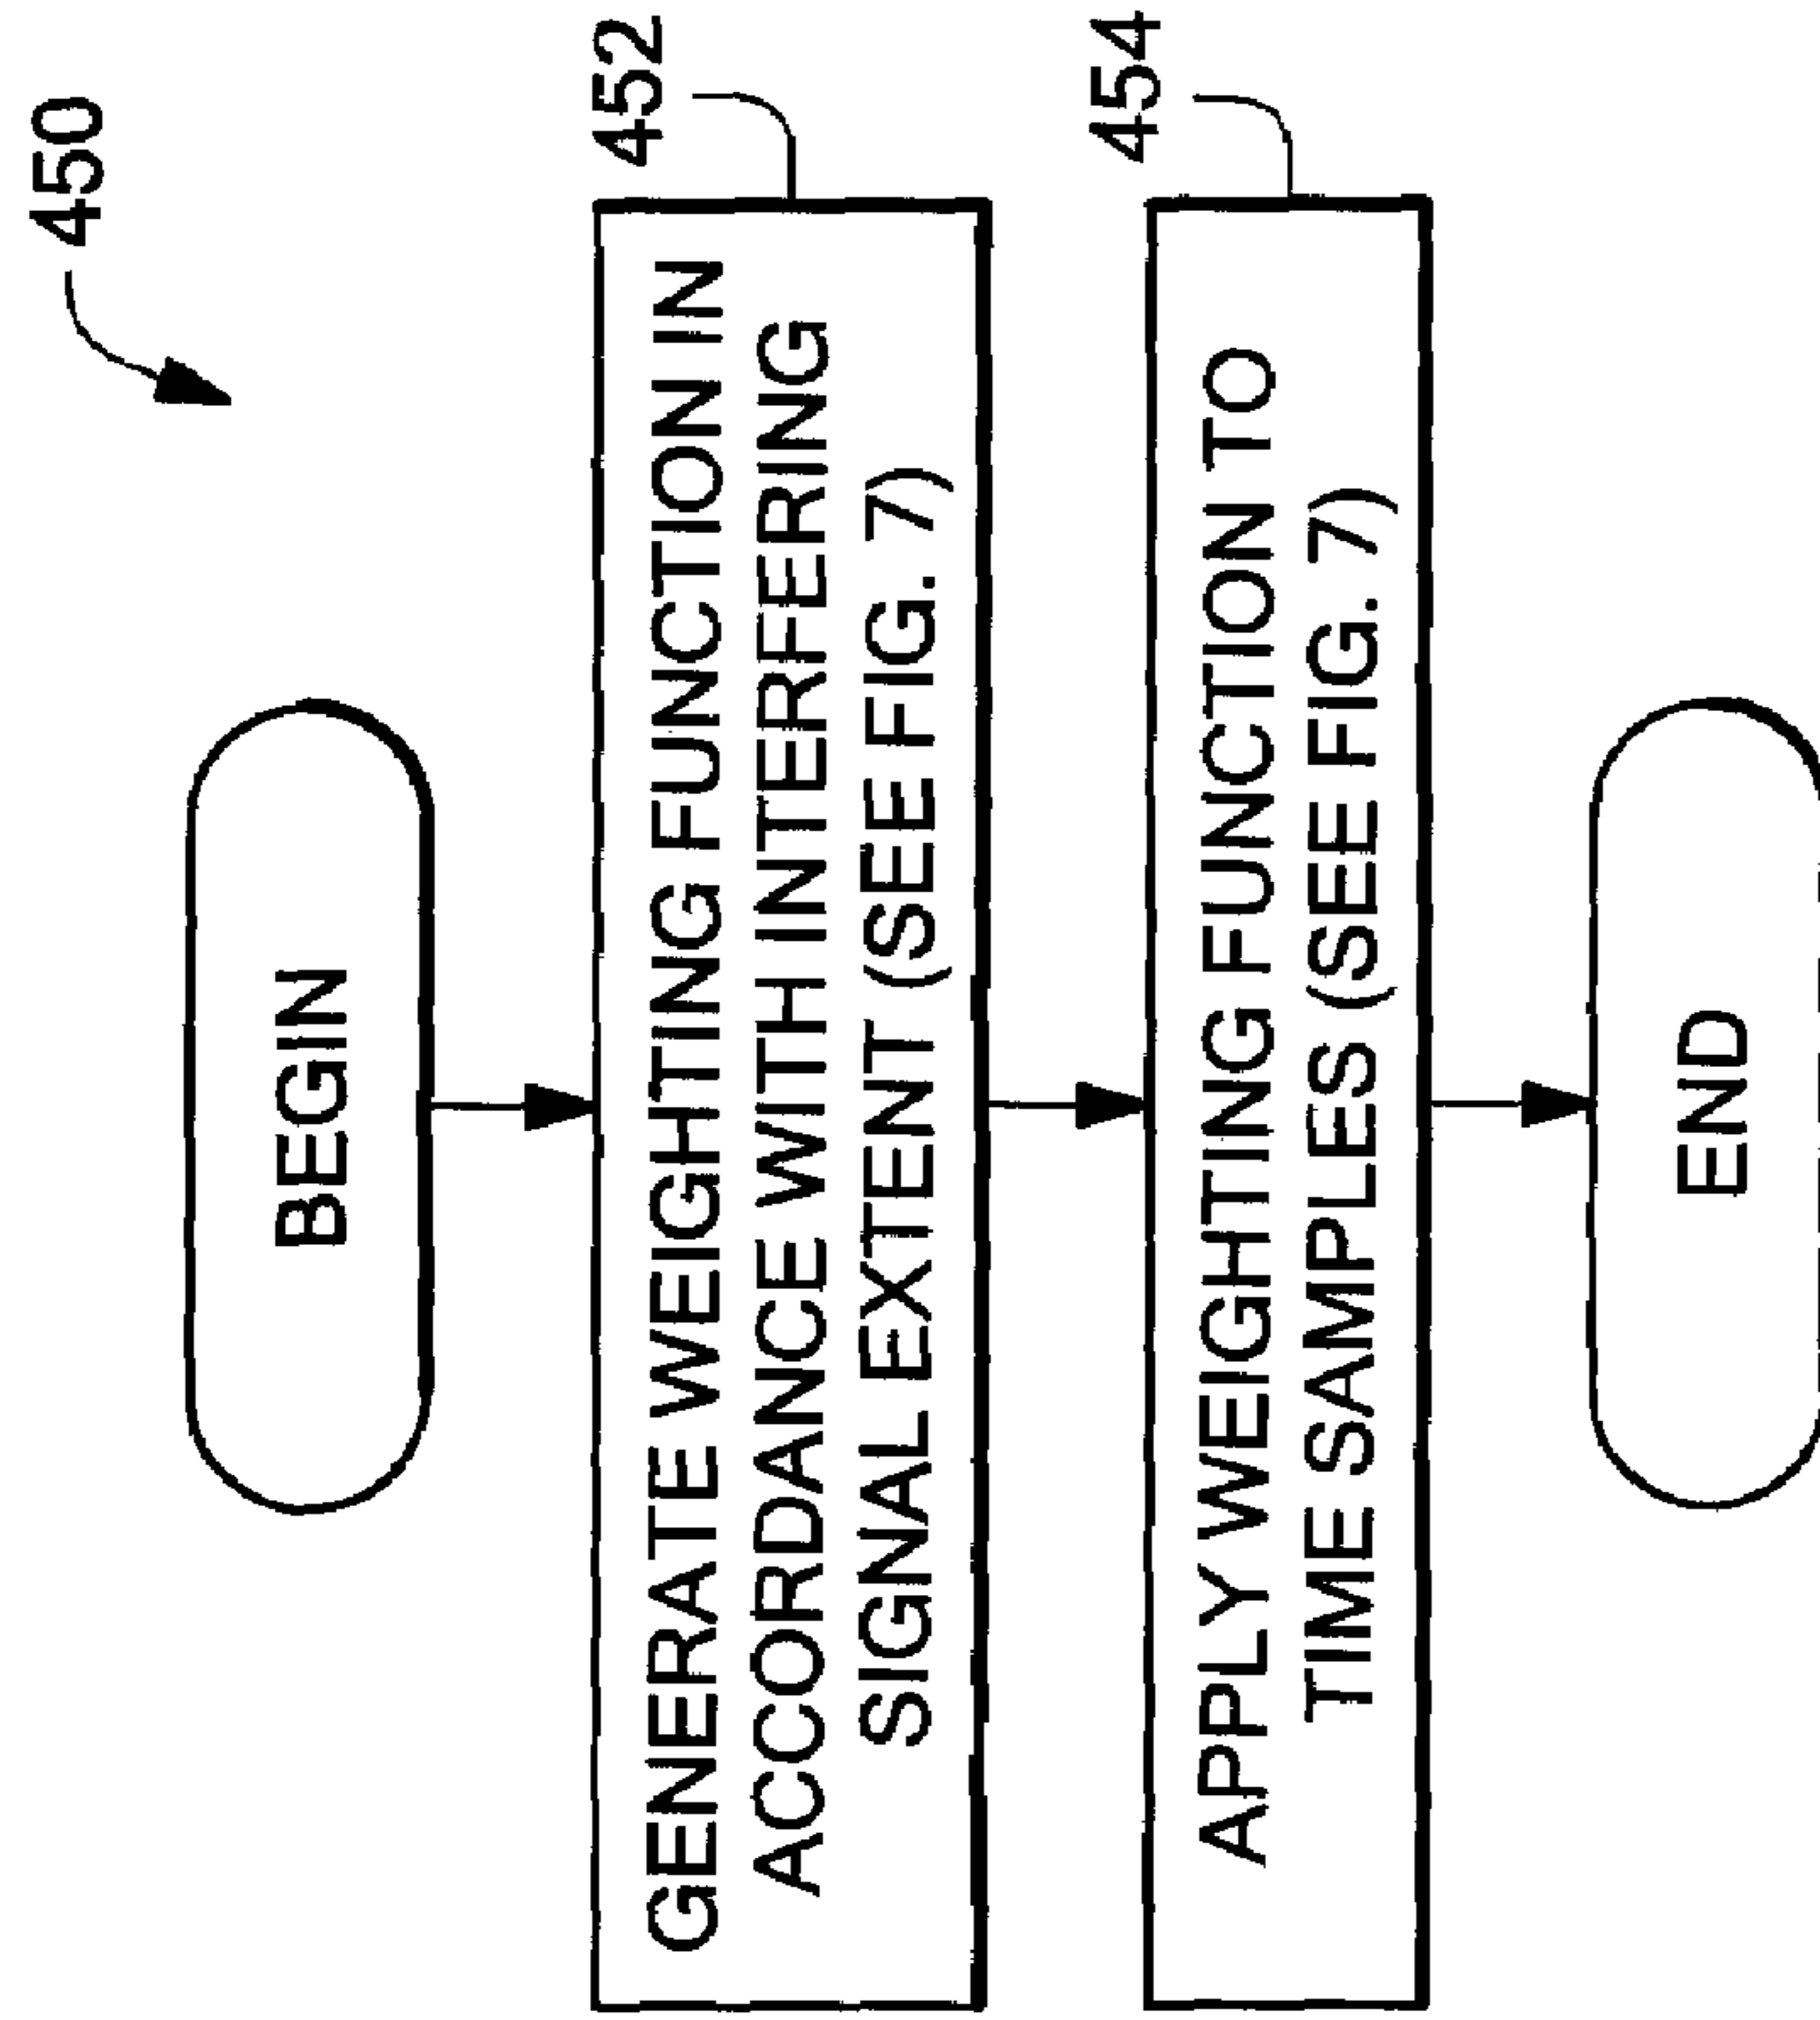 450
BEGIN
GENERATE WEIGHTING FUNCTION IN
ACCORDANCE WITH INTERFERING
SIGNAL EXTENT (SEE FIG. 7)
452
APPLY WEIGHTING FUNCTION TO
TIME SAMPLES (SEE FIG. 7)
454
END